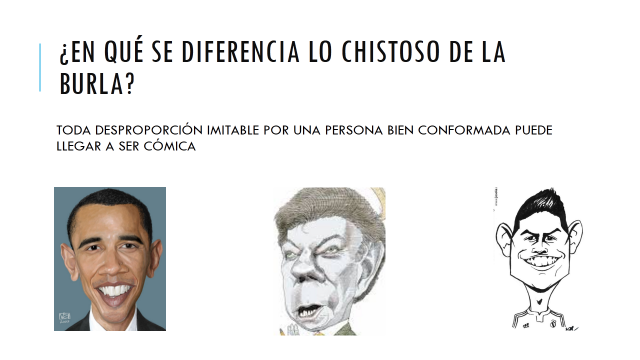 ¿EN QUÉ SE DIFERENCIA LO CHISTOSO DE LA
BURLA?
TODA DESPROPORCIÓN IMITABLE POR UNA PERSONA BIEN CONFORMADA PUEDE
LLEGAR A SER CÓMICA